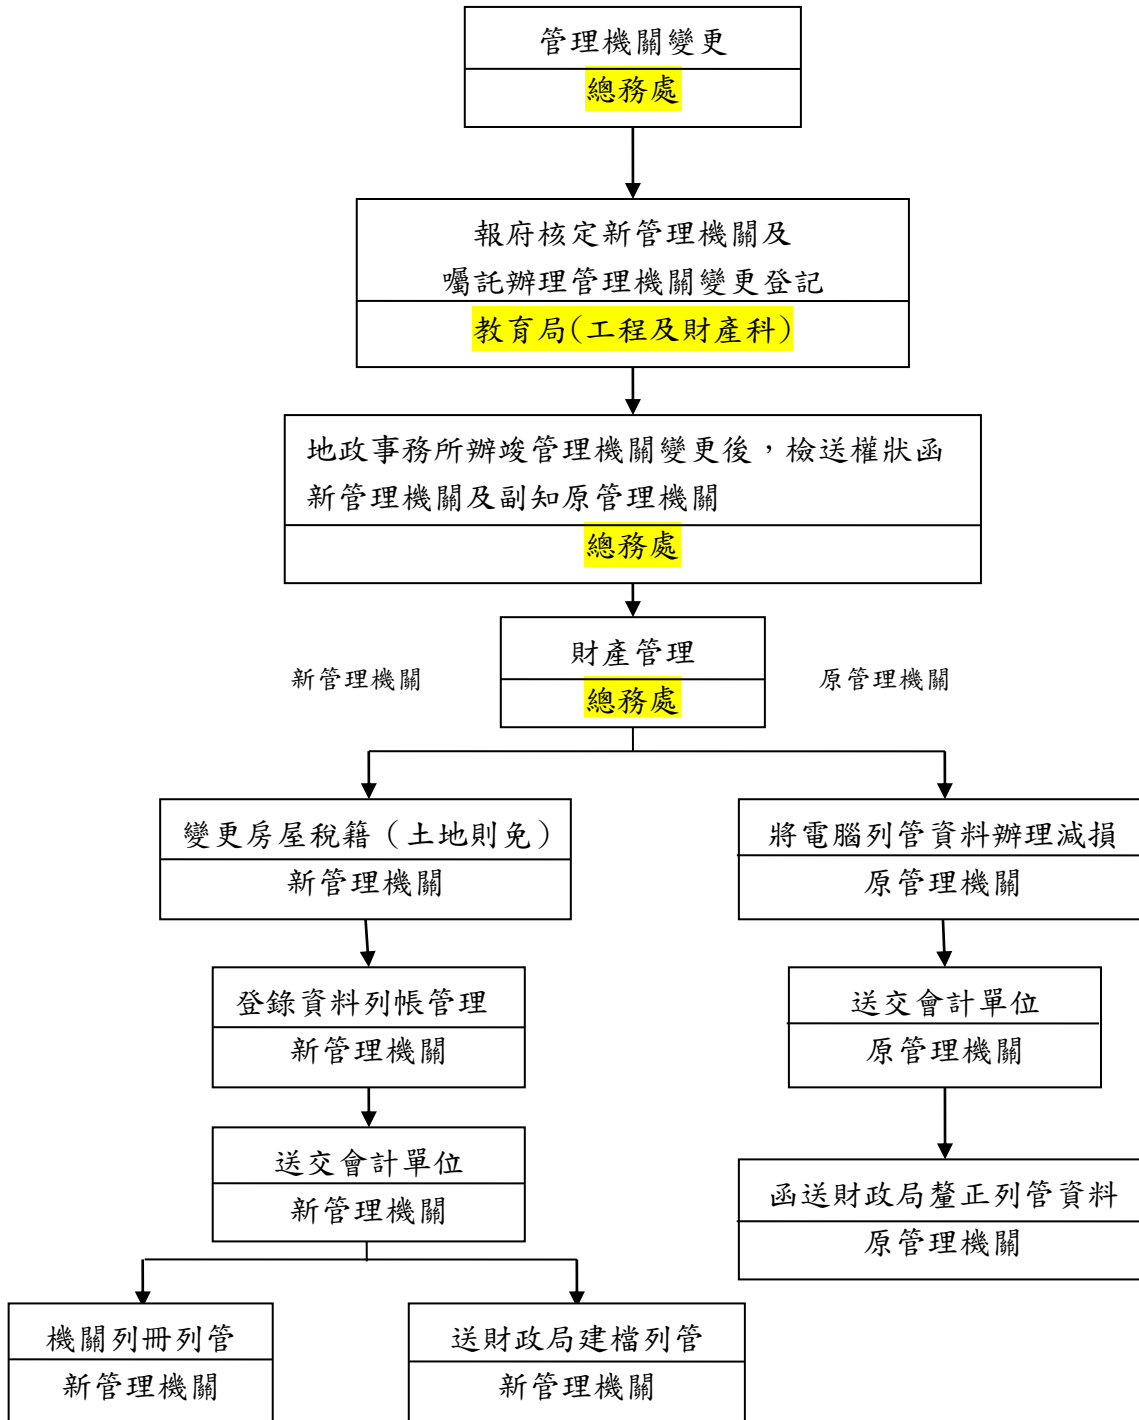 管理機關變更
總務處
報府核定新管理機關及
囑託辦理管理機關變更登記
教育局(工程及財產科)
地政事務所辦竣管理機關變更後，檢送權狀函
新管理機關及副知原管理機關
總務處
財產管理
總務處
新管理機關
原管理機關
變更房屋稅籍（土地則免）
新管理機關
將電腦列管資料辦理減損
原管理機關
登錄資料列帳管理
新管理機關
送交會計單位
原管理機關
送交會計單位
新管理機關
函送財政局釐正列管資料
原管理機關
機關列冊列管
新管理機關
送財政局建檔列管
新管理機關